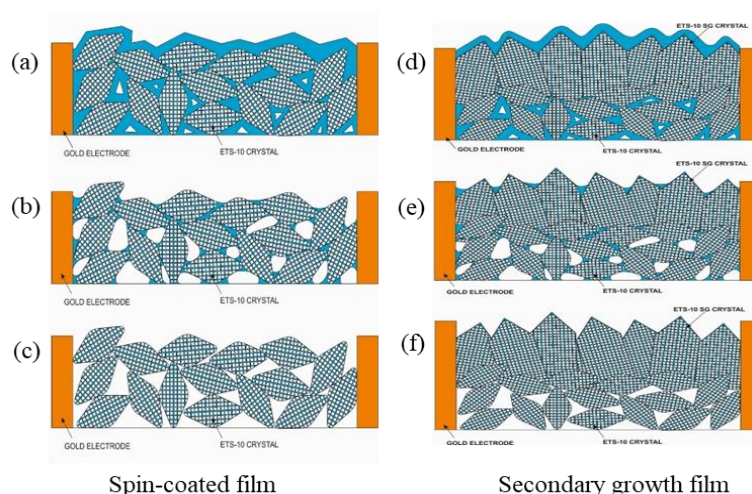 (a)
GOLD ELECTRODE
ETS-10 CRYSTAL
(b)
GOLD ELECTRODE
ETS-10 CRYSTAL
(c)
GOLD ELECTRODE
ETS-10 CRYSTAL
Spin-coated film
ETS-10 SG CRYSTAL
(d)
GOLD ELECTRODE
ETS-10 CRYSTAL
ETS-10 SG CRYSTAL
(e)
GOLD ELECTRODE
ETS-10 CRYSTAL
ETS-10 SG CRYSTAL
(f)
GOLD ELECTRODE
ETS-10 CRYSTAL
Secondary growth film